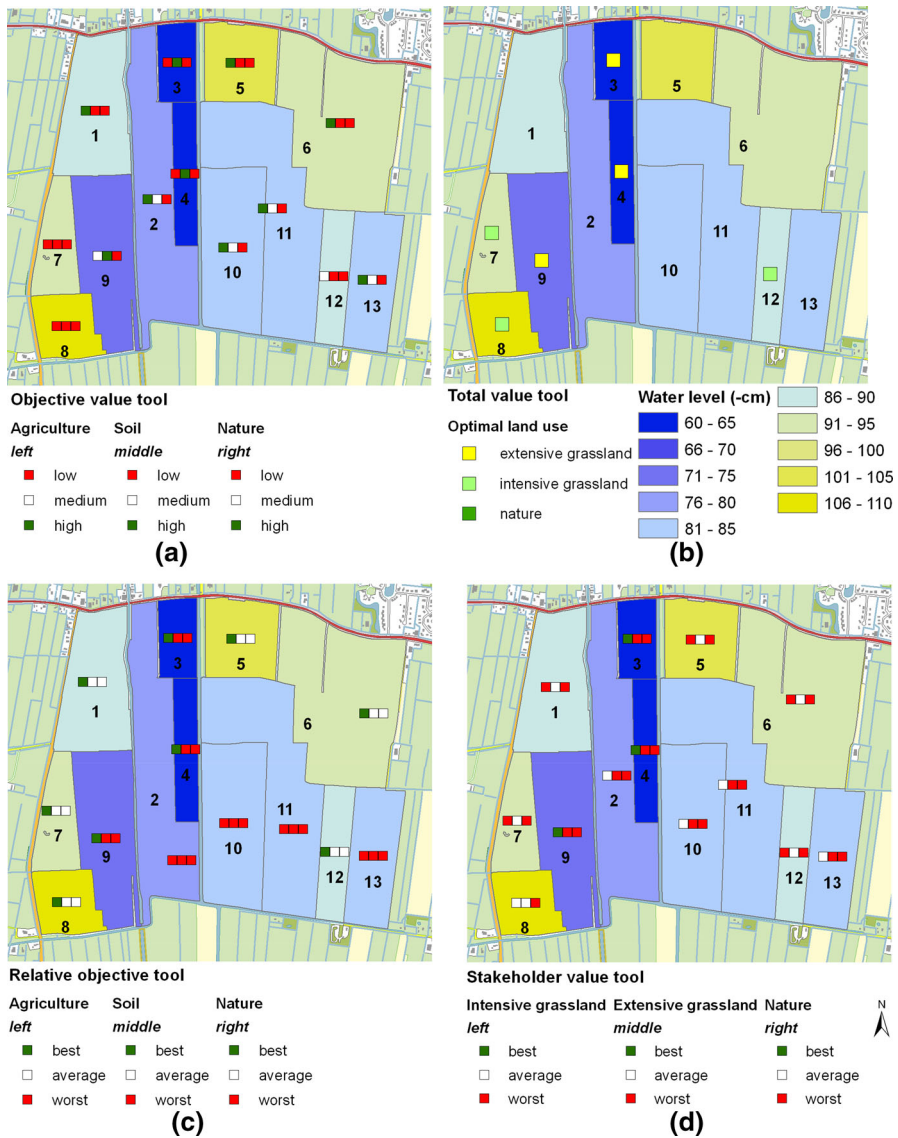 3
5
1
6
4
2
11
7
9
10
12
13
8
Objective value tool
Agriculture Soil Nature
left middle right
low low low
medium medium medium
high high high
(a)
3
5
1
6
4
2
11
7
9
10
12
13
8
Total value tool
Optimal land use
extensive grassland
intensive grassland
nature
Water level (-cm)
60 - 65
66 - 70
71 - 75
76 - 80
81 - 85
86 - 90
91 - 95
96 - 100
101 - 105
106 - 110
(b)
3
5
1
6
4
2
11
7
9
10
12
13
8
Relative objective tool
Agriculture Soil Nature
left middle right
best best best
average average average
worst worst worst
(c)
3
5
1
6
4
2
11
7
9
10
12
13
8
Stakeholder value tool
Intensive grassland Extensive grassland Nature
left middle right
best best best
average average average
worst worst worst
N
(d)